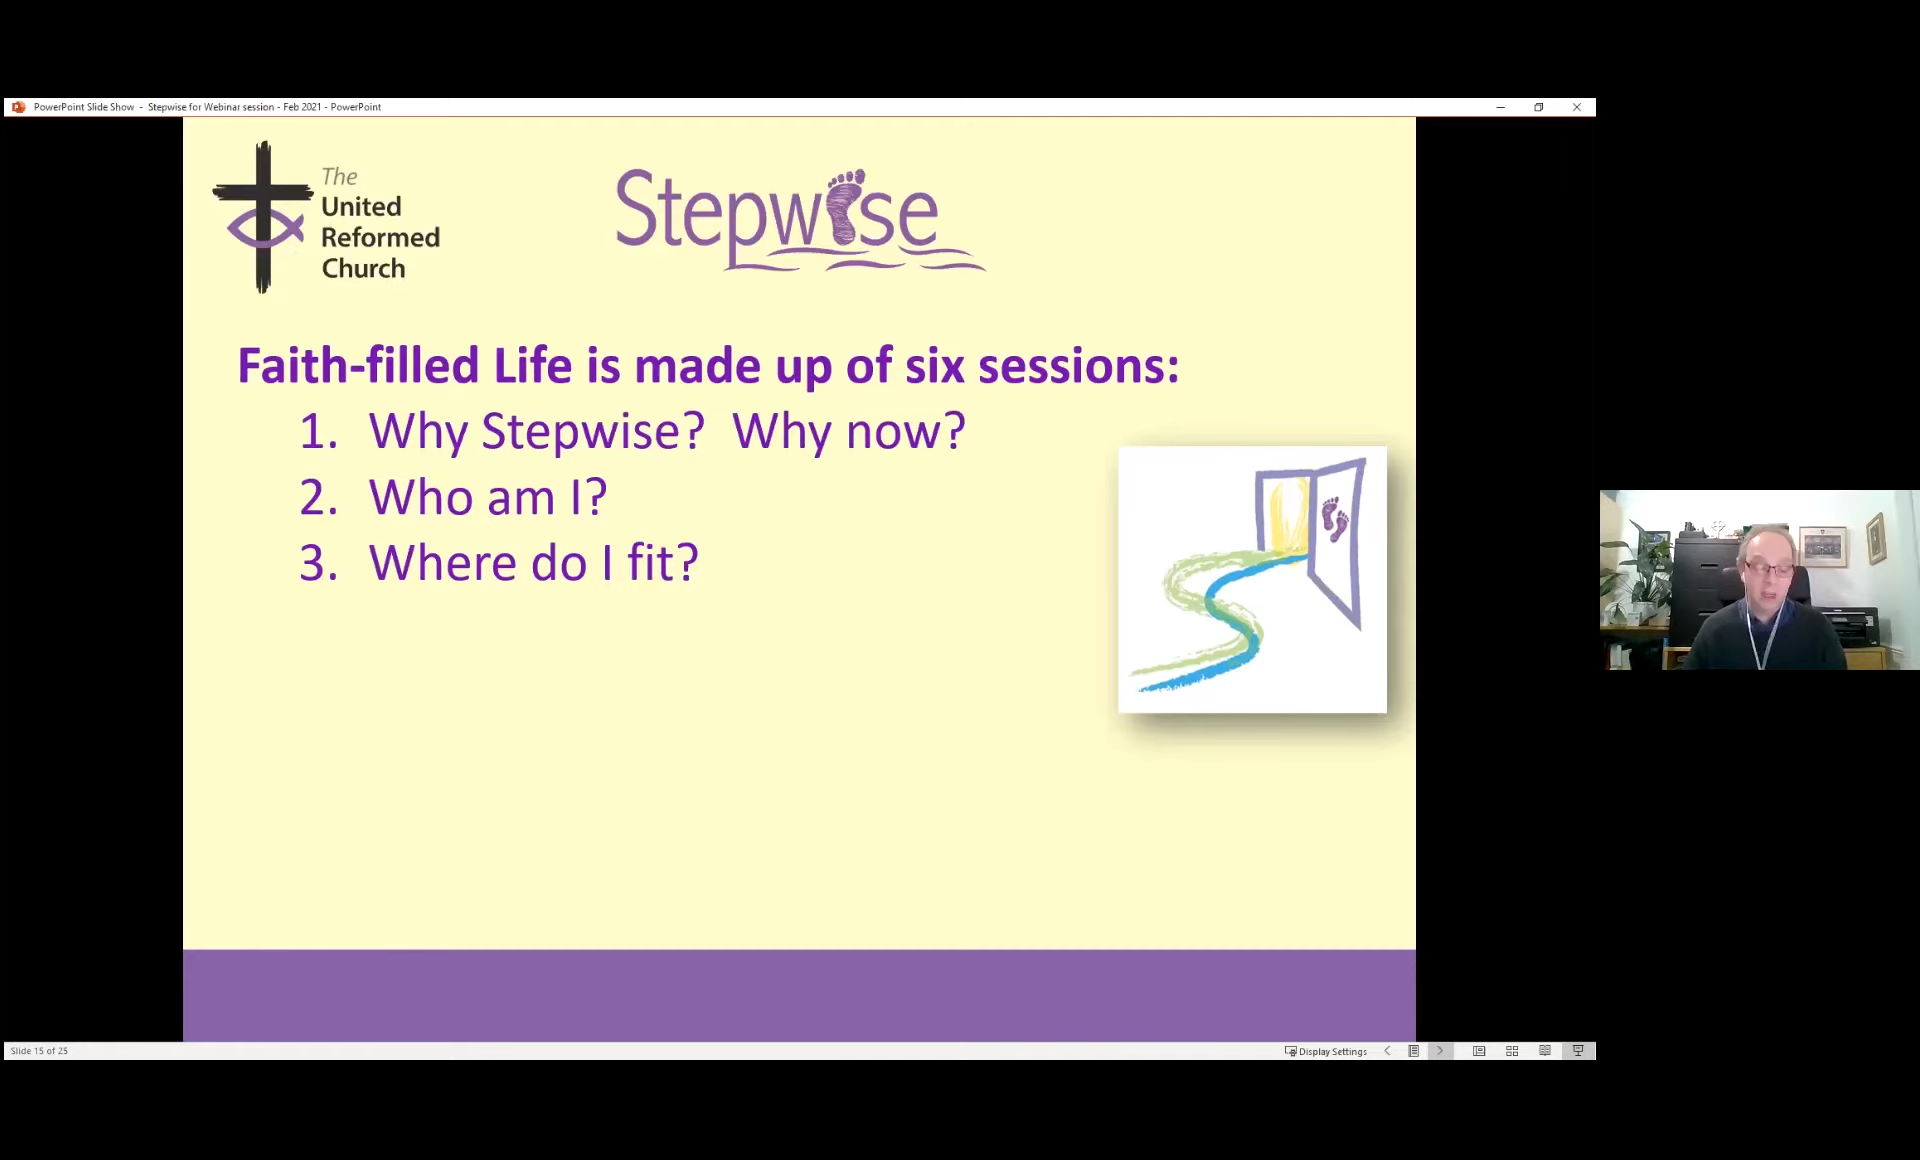 PowerPoint Slide Show - Stepwise for Webinar session - Feb 2021 - PowerPoint
The
United
Reformed
Church
Stepwise
Faith-filled Life is made up of six sessions:
1. Why Stepwise? Why now?
2. Who am I?
3. Where do I fit?
Slide 15 of 25
Display Settings